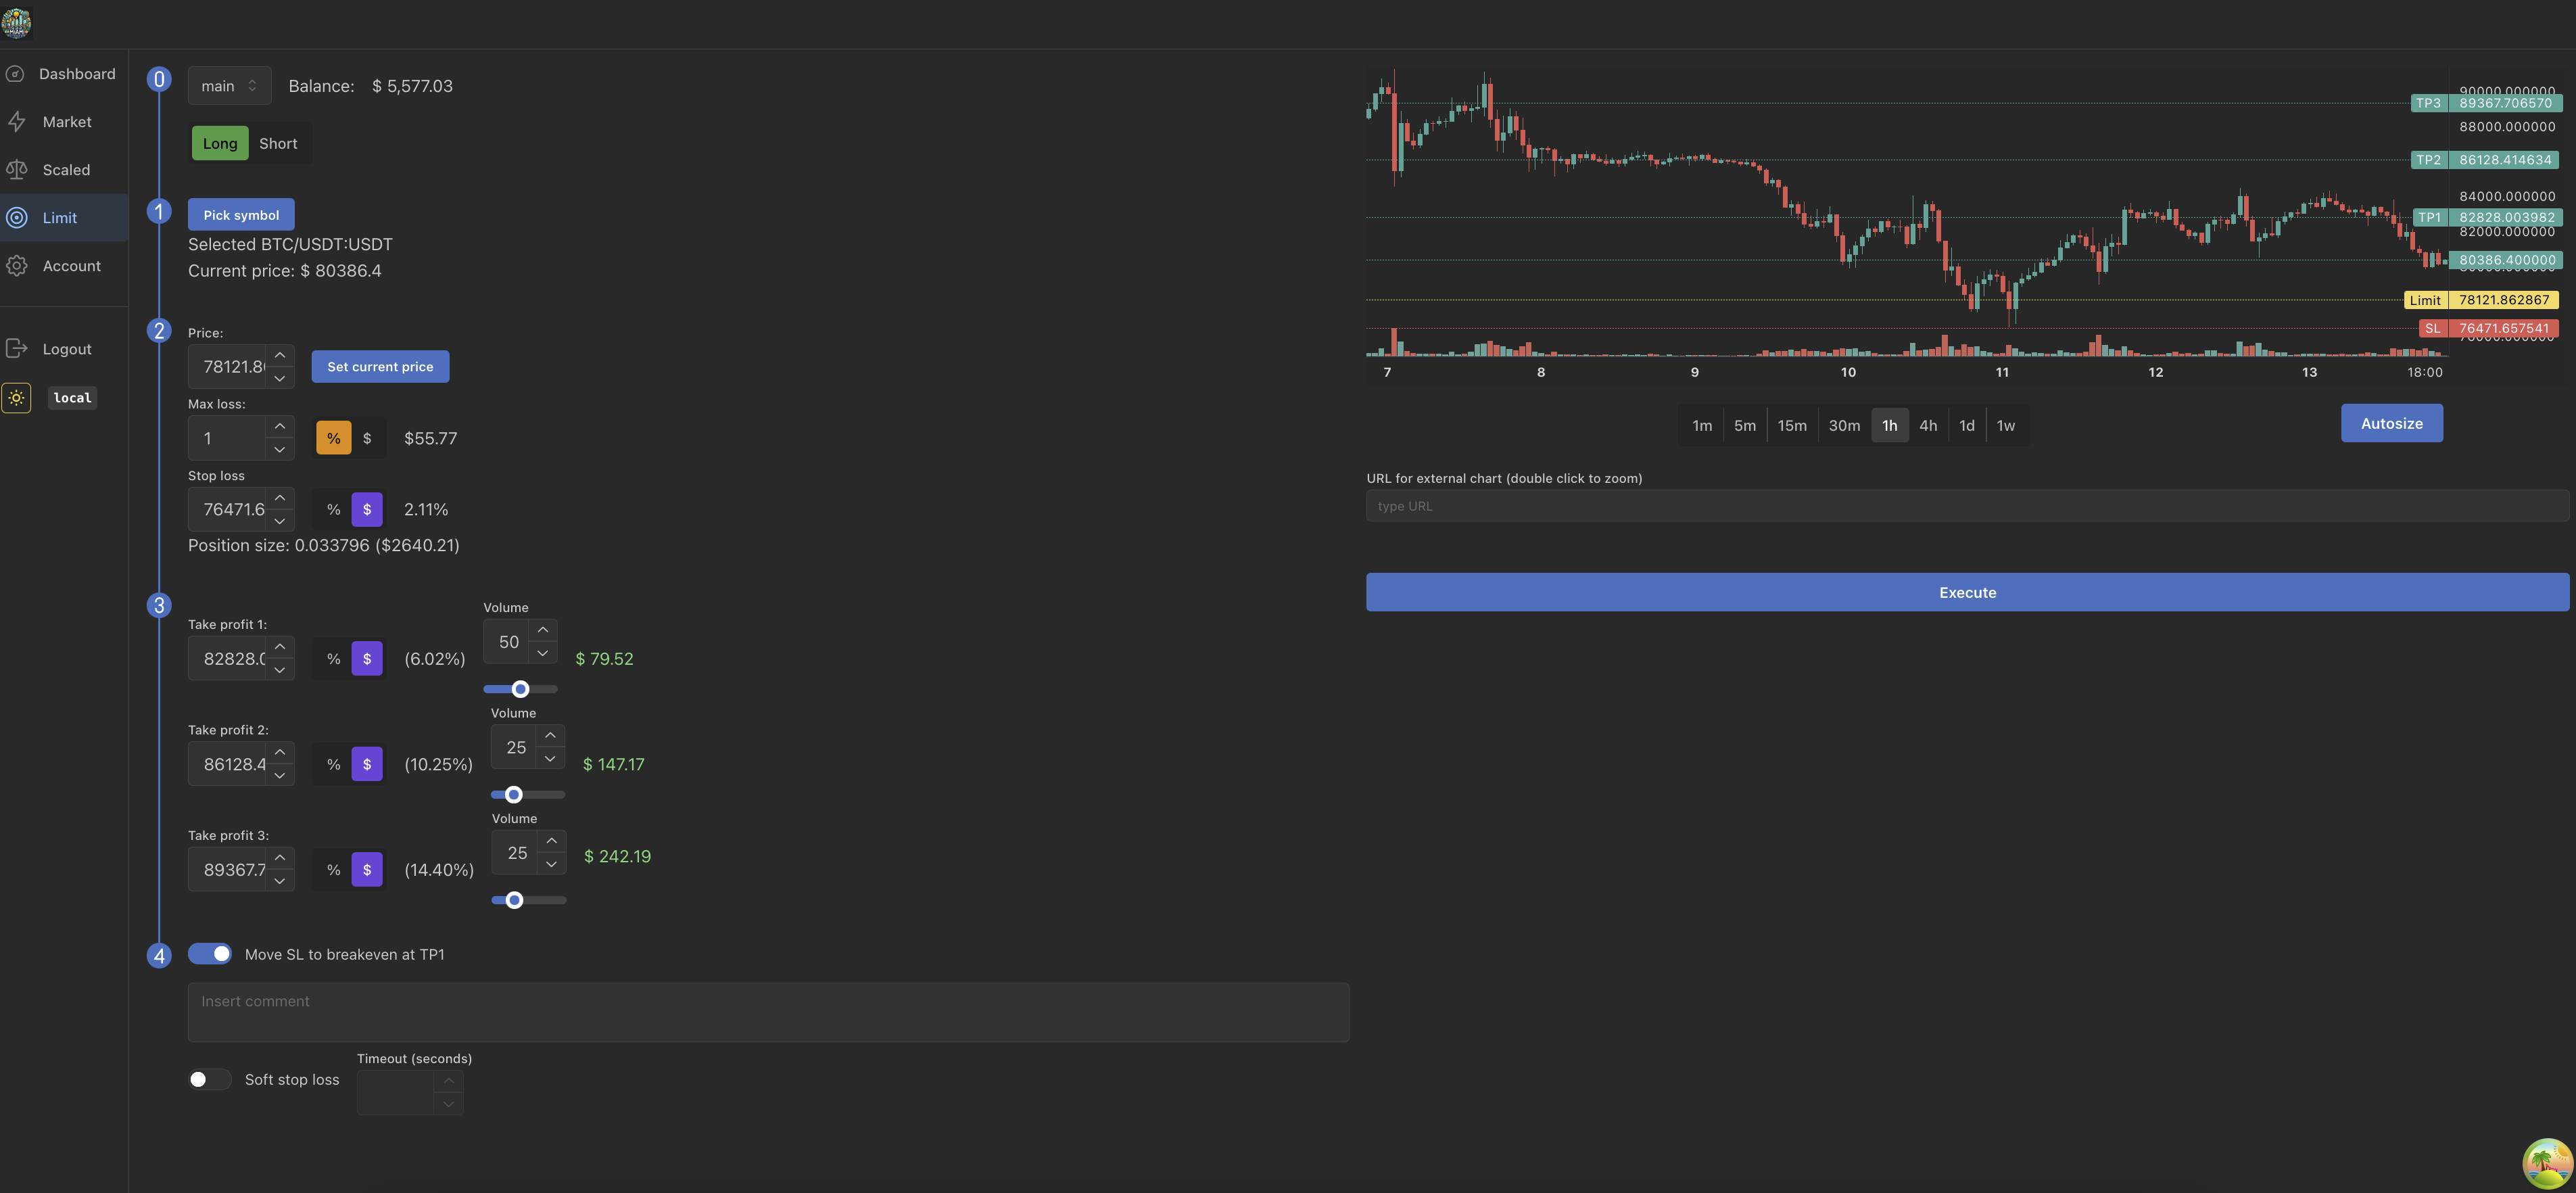 MIAMI
Dashboard
Market
Scaled
Limit
Account
Logout
local
0
main
Balance: $ 5,577.03
Long Short
1
Pick symbol
Selected BTC/USDT:USDT
Current price: $ 80386.4
2
Price:
78121.8
Set current price
Max loss:
1
% $ $55.77
Stop loss
76471.6
% $ 2.11%
Position size: 0.033796 ($2640.21)
3
Take profit 1:
82828.0
% $ (6.02%)
Volume
50
$ 79.52
Take profit 2:
86128.4
% $ (10.25%)
Volume
25
$ 147.17
Take profit 3:
89367.7
% $ (14.40%)
Volume
25
$ 242.19
4
Move SL to breakeven at TP1
Insert comment
Soft stop loss
Timeout (seconds)
90000.000000
TP3 89367.706570
88000.000000
TP2 86128.414634
84000.000000
TP1 82828.003982
82000.000000
80386.400000
Limit 78121.862867
SL 76471.657541
7 8 9 10 11 12 13 18:00
1m 5m 15m 30m 1h 4h 1d 1w
Autosize
URL for external chart (double click to zoom)
type URL
Execute